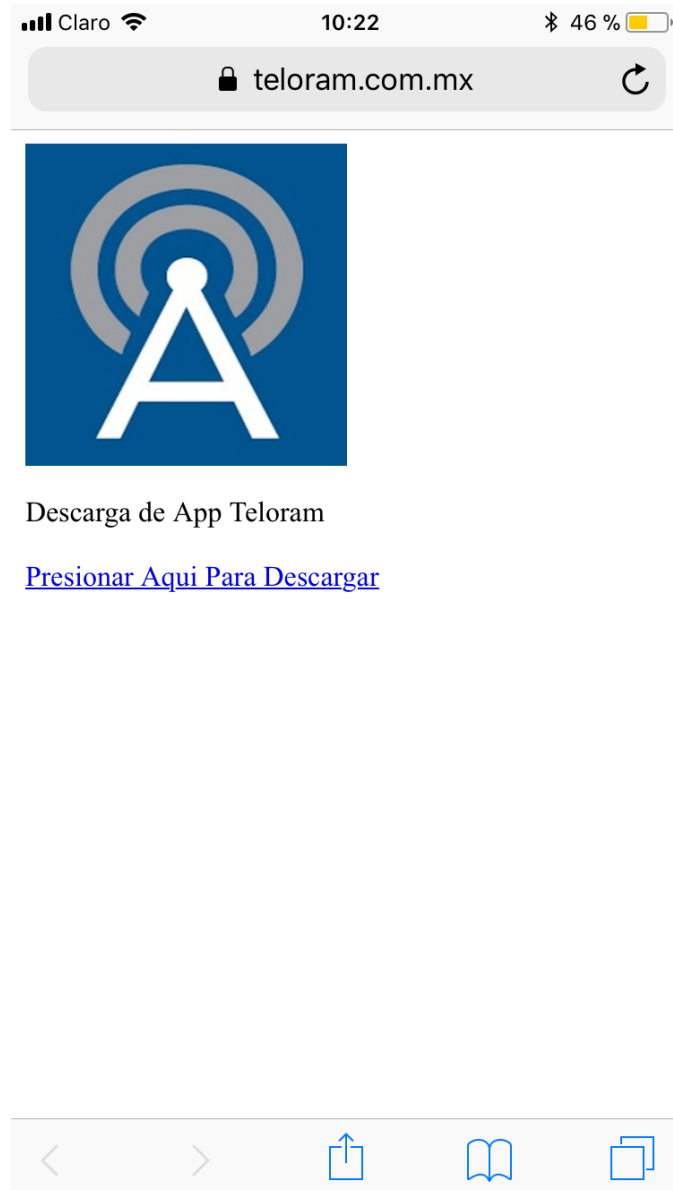 Claro 10:22 46 %
teloram.com.mx
A
Descarga de App Teloram
Presionar Aqui Para Descargar